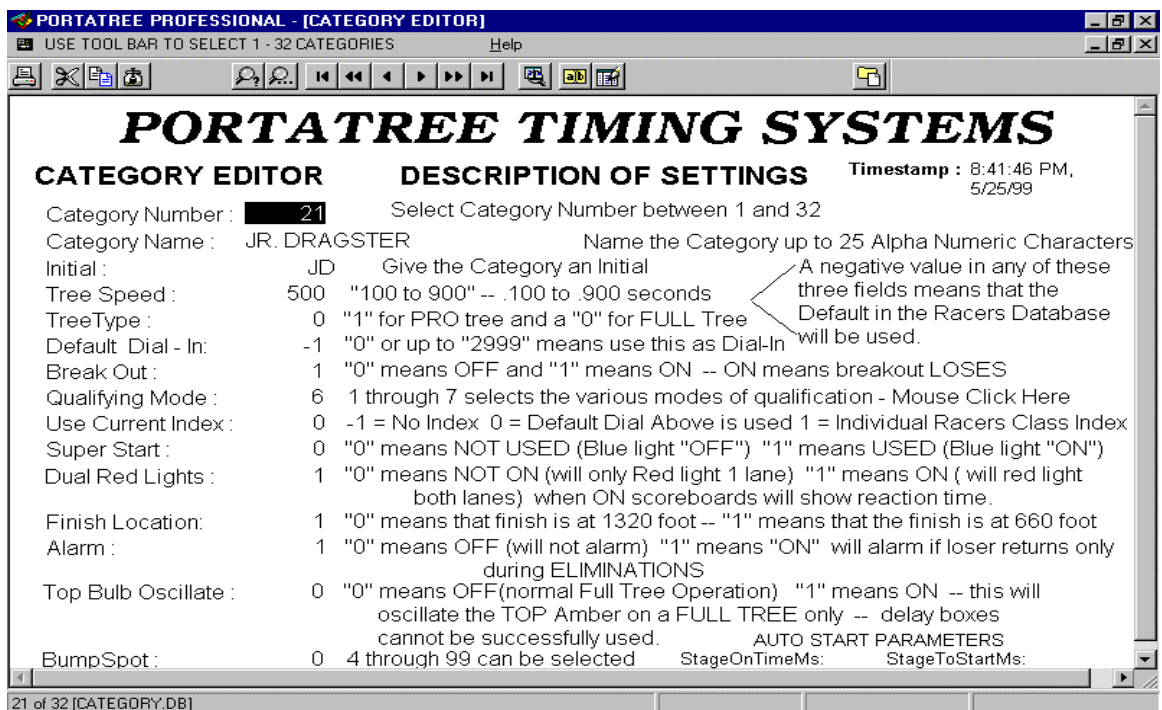 PORTATREE PROFESSIONAL - [CATEGORY EDITOR]
USE TOOL BAR TO SELECT 1 - 32 CATEGORIES Help
PORTATREE TIMING SYSTEMS
CATEGORY EDITOR DESCRIPTION OF SETTINGS Timestamp : 8:41:46 PM,
5/25/99
Category Number : 21 Select Category Number between 1 and 32
Category Name : JR. DRAGSTER Name the Category up to 25 Alpha Numeric Characters
Initial : JD Give the Category an Initial A negative value in any of these
Tree Speed : 500 "100 to 900" -- .100 to .900 seconds three fields means that the
TreeType : 0 "1" for PRO tree and a "0" for FULL Tree Default in the Racers Database
Default Dial - In: -1 "0" or up to "2999" means use this as Dial-In will be used.
Break Out : 1 "0" means OFF and "1" means ON -- ON means breakout LOSES
Qualifying Mode : 6 1 through 7 selects the various modes of qualification - Mouse Click Here
Use Current Index : 0 -1 = No Index 0 = Default Dial Above is used 1 = Individual Racers Class Index
Super Start : 0 "0" means NOT USED (Blue light "OFF") "1" means USED (Blue light "ON")
Dual Red Lights : 1 "0" means NOT ON (will only Red light 1 lane) "1" means ON ( will red light
both lanes) when ON scoreboards will show reaction time.
Finish Location: 1 "0" means that finish is at 1320 foot -- "1" means that the finish is at 660 foot
Alarm : 1 "0" means OFF (will not alarm) "1" means "ON" will alarm if loser returns only
during ELIMINATIONS
Top Bulb Oscillate : 0 "0" means OFF(normal Full Tree Operation) "1" means ON -- this will
oscillate the TOP Amber on a FULL TREE only -- delay boxes
cannot be successfully used. AUTO START PARAMETERS
BumpSpot : 0 4 through 99 can be selected StageOnTimeMs: StageToStartMs:
21 of 32 [CATEGORY.DB]